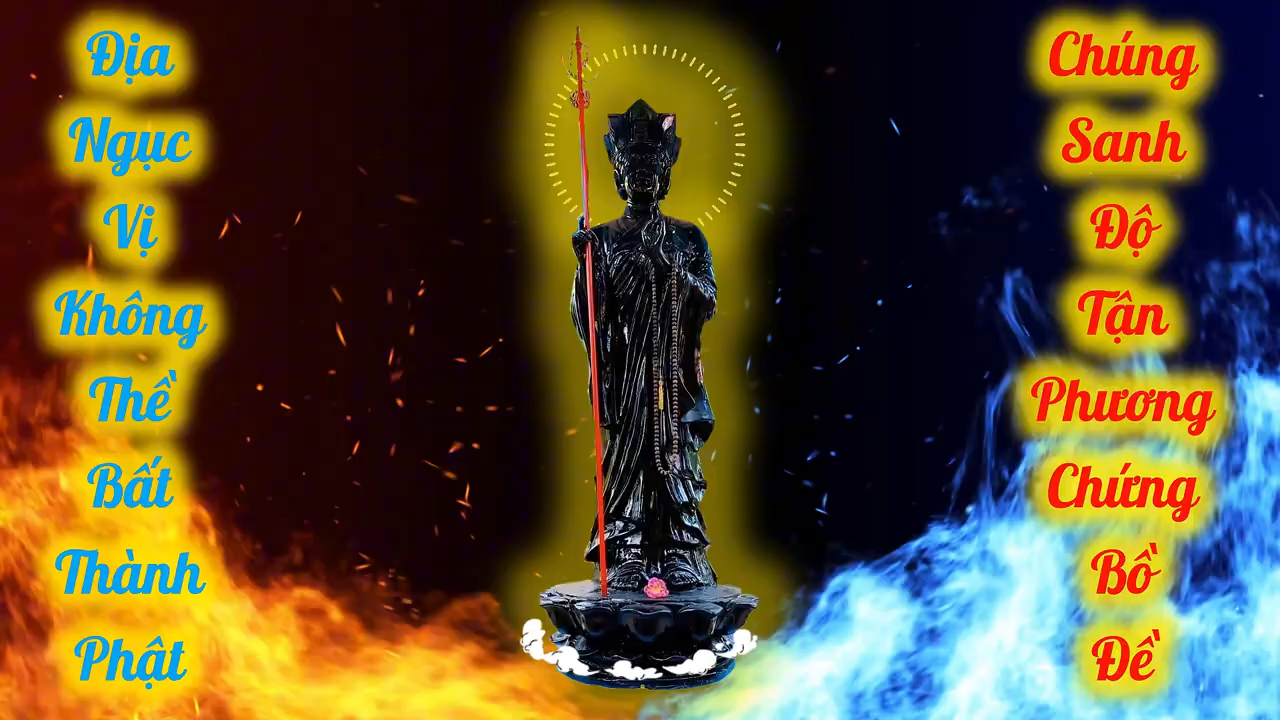 Địa
Ngục
Vị
Không
Thề
Bất
Thành
Phật
Chúng
Sanh
Độ
Tận
Phương
Chứng
Bồ
Đề